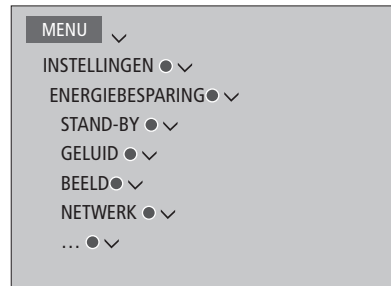 MENU
INSTELLINGEN
ENERGIEBESPARING
STAND-BY
GELUID
BEELD
NETWERK
…